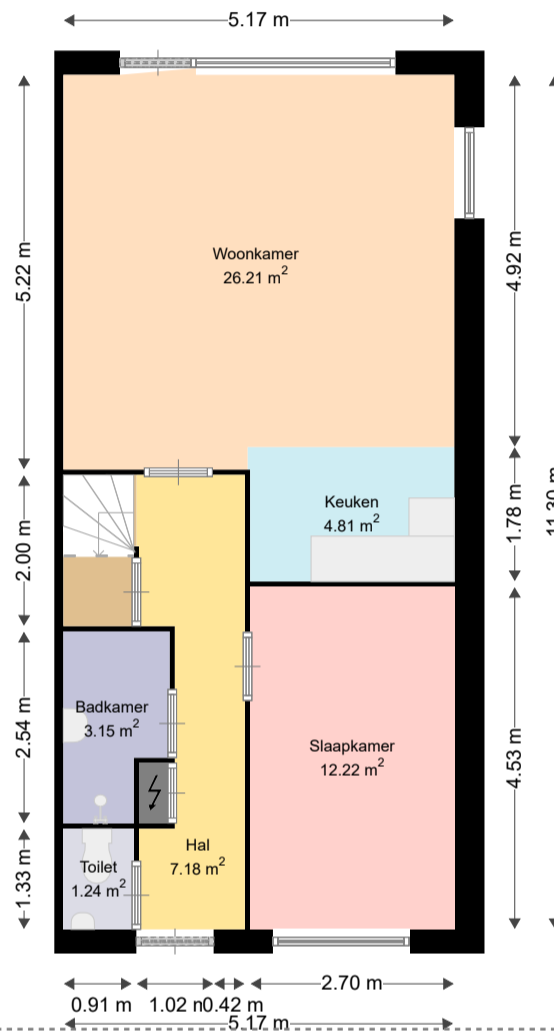 5.17 m
5.22 m
4.92 m
Woonkamer
26.21 m²
11.30 m
Keuken
4.81 m²
1.78 m
2.00 m
Badkamer
3.15 m²
2.54 m
Slaapkamer
12.22 m²
4.53 m
Hal
7.18 m²
Toilet
1.24 m²
1.33 m
2.70 m
0.91 m 1.02 m 0.42 m
5.17 m